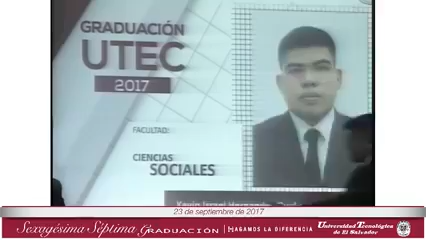 GRADUACIÓN
UTEC
2017
FACULTAD:
CIENCIAS
SOCIALES
23 de septiembre de 2017
Sexagésima Séptima GRADUACIÓN
HAGAMOS LA DIFERENCIA
Universidad Tecnológica
de El Salvador